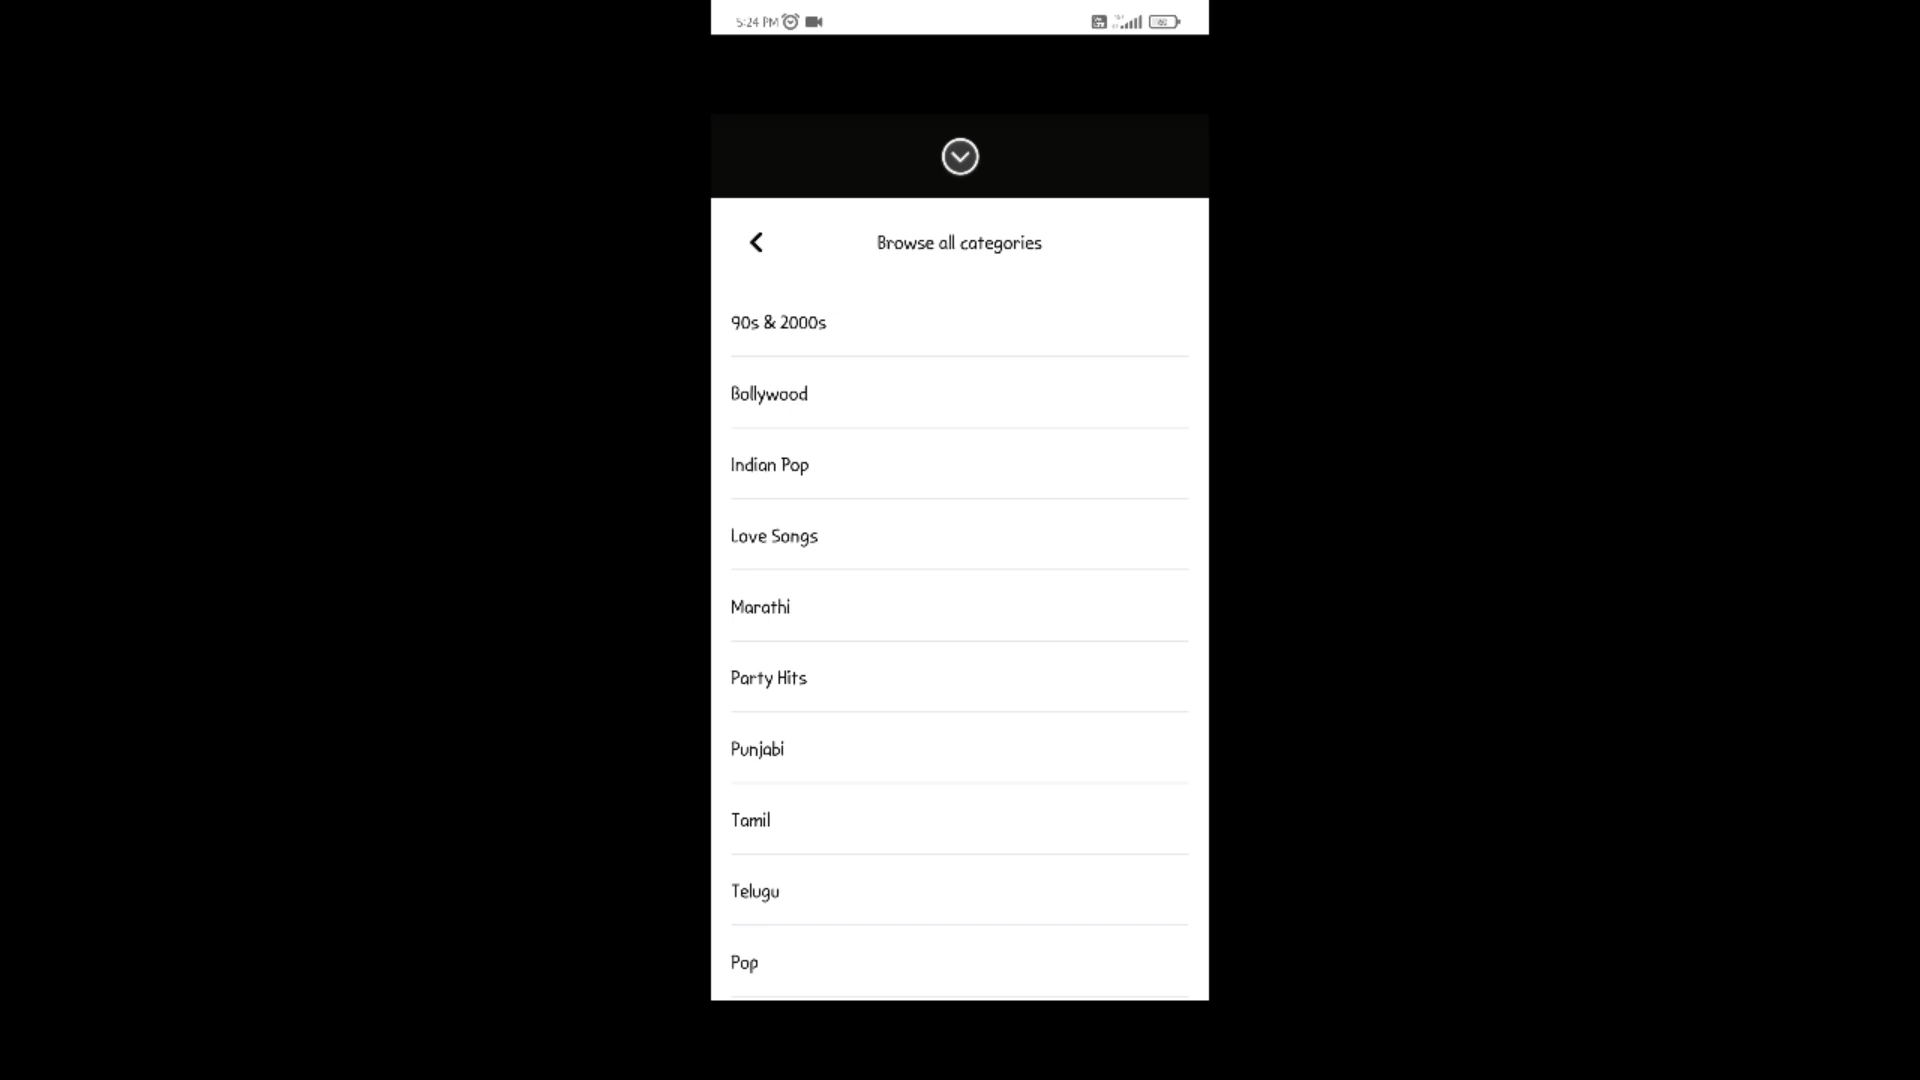 5:24 PM
Browse all categories
90s & 2000s
Bollywood
Indian Pop
Love Songs
Marathi
Party Hits
Punjabi
Tamil
Telugu
Pop